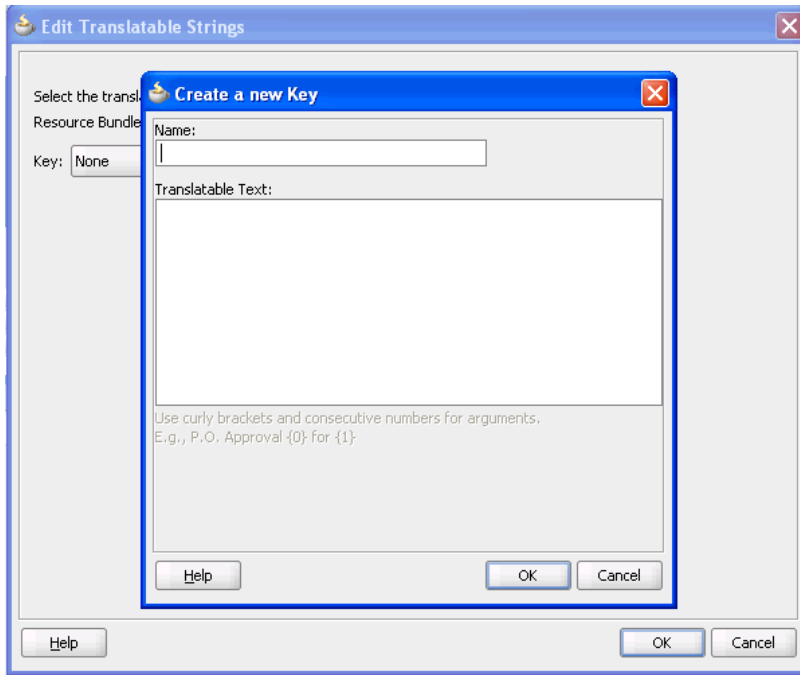 Edit Translatable Strings
Select the transl
Resource Bundle
Key: None
Create a new Key
Name:
Translatable Text:
Use curly brackets and consecutive numbers for arguments.
E.g., P.O. Approval {0} for {1}
Help OK Cancel
Help OK Cancel